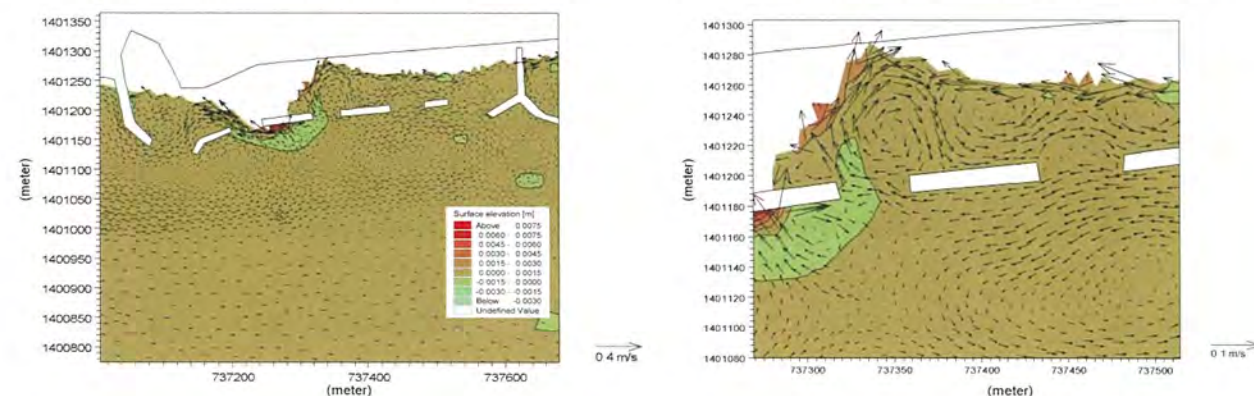 1401350
1401300
1401250
1401200
1401150
1401100
1401050
1401000
1400950
1400900
1400850
1400800
(meter)
737200
737400
737600
(meter)
Surface elevation [m]
Above 0.0075
0.0060 - 0.0075
0.0045 - 0.0060
0.0030 - 0.0045
0.0015 - 0.0030
0.0000 - 0.0015
-0.0015 - 0.0000
-0.0030 - -0.0015
Below -0.0030
Undefined Value
0 4 m/s
1401300
1401280
1401260
1401240
1401220
1401200
1401180
1401160
1401140
1401120
1401100
1401080
(meter)
737300
737350
737400
737450
737500
(meter)
0 1 m/s